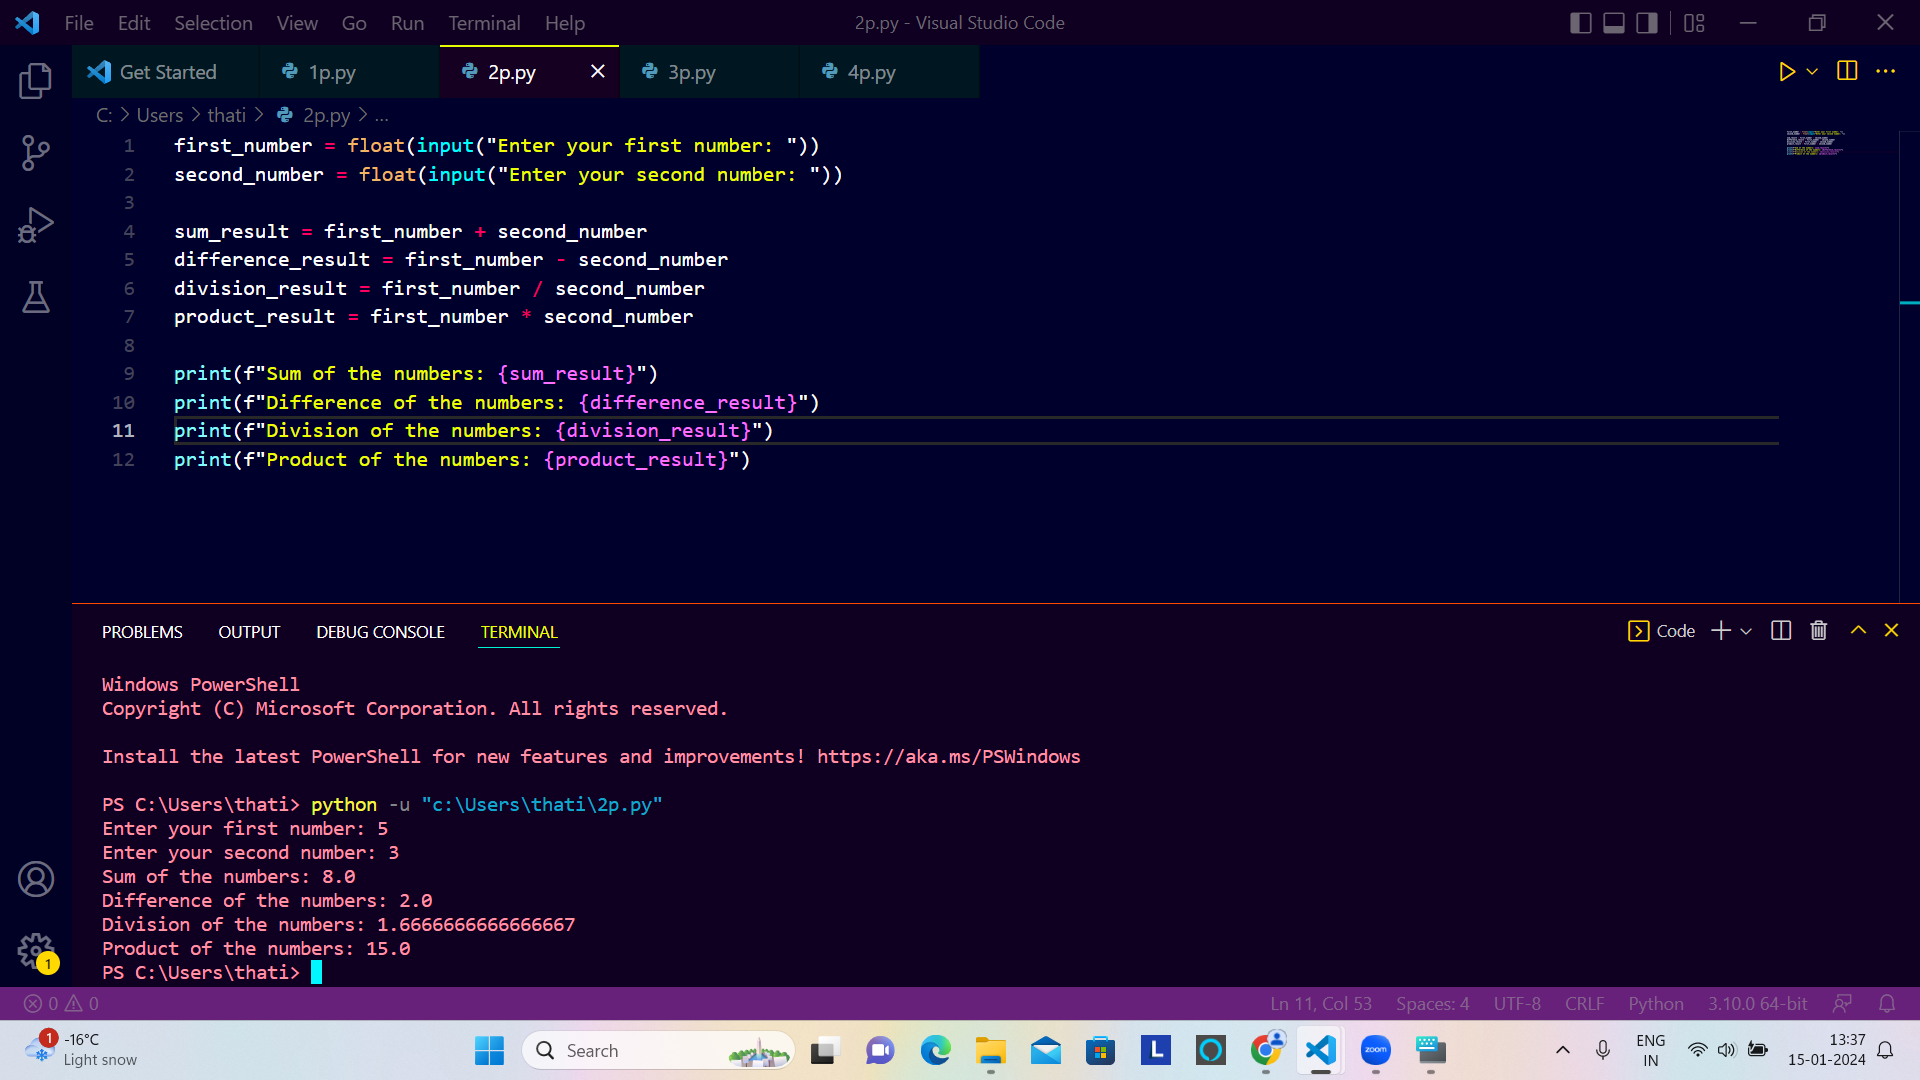 File Edit Selection View Go Run Terminal Help 2p.py - Visual Studio Code
Get Started 1p.py 2p.py 3p.py 4p.py
C: > Users > thati > 2p.py > ...
1 first_number = float(input("Enter your first number: "))
2 second_number = float(input("Enter your second number: "))
3
4 sum_result = first_number + second_number
5 difference_result = first_number - second_number
6 division_result = first_number / second_number
7 product_result = first_number * second_number
8
9 print(f"Sum of the numbers: {sum_result}")
10 print(f"Difference of the numbers: {difference_result}")
11 print(f"Division of the numbers: {division_result}")
12 print(f"Product of the numbers: {product_result}")
PROBLEMS OUTPUT DEBUG CONSOLE TERMINAL Code
Windows PowerShell
Copyright (C) Microsoft Corporation. All rights reserved.
Install the latest PowerShell for new features and improvements! https://aka.ms/PSWindows
PS C:\Users\thati> python -u "c:\Users\thati\2p.py"
Enter your first number: 5
Enter your second number: 3
Sum of the numbers: 8.0
Difference of the numbers: 2.0
Division of the numbers: 1.6666666666666667
Product of the numbers: 15.0
PS C:\Users\thati>
1
0 0 Ln 11, Col 53 Spaces: 4 UTF-8 CRLF Python 3.10.0 64-bit
1 -16°C
Light snow
Search
L
zoom
ENG
IN
13:37
15-01-2024